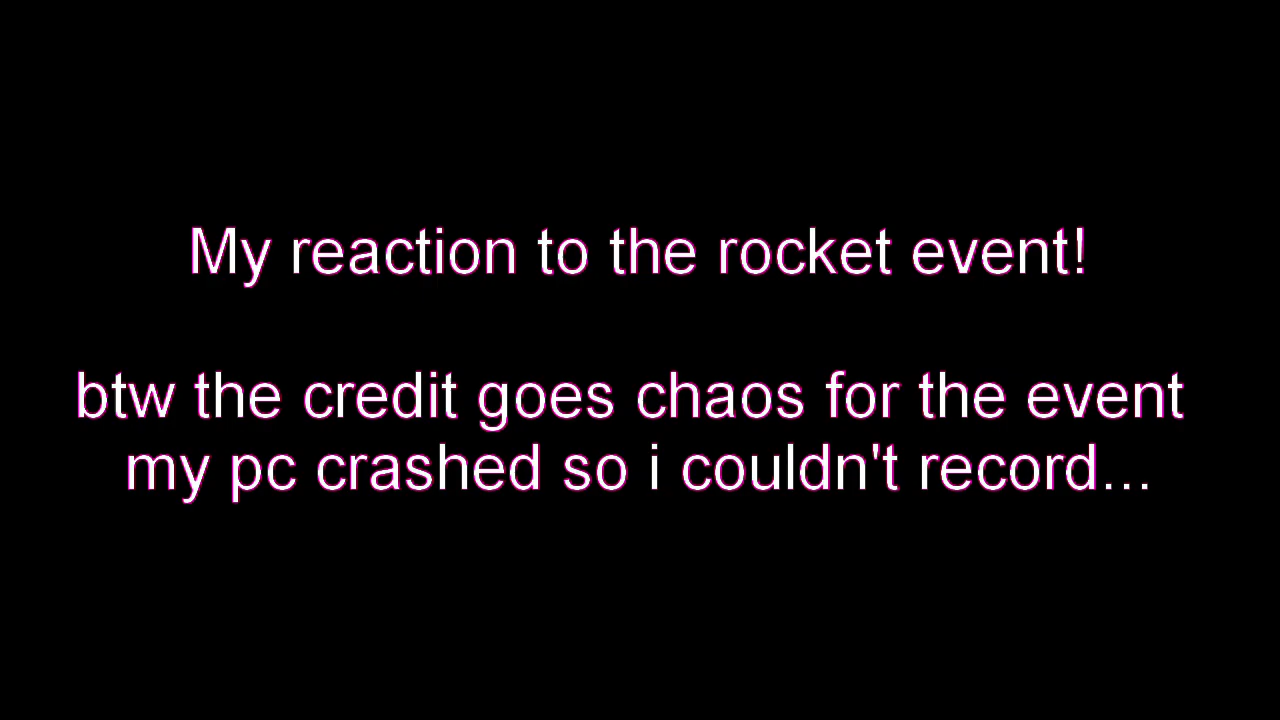 My reaction to the rocket event!
btw the credit goes chaos for the event
my pc crashed so i couldn't record...